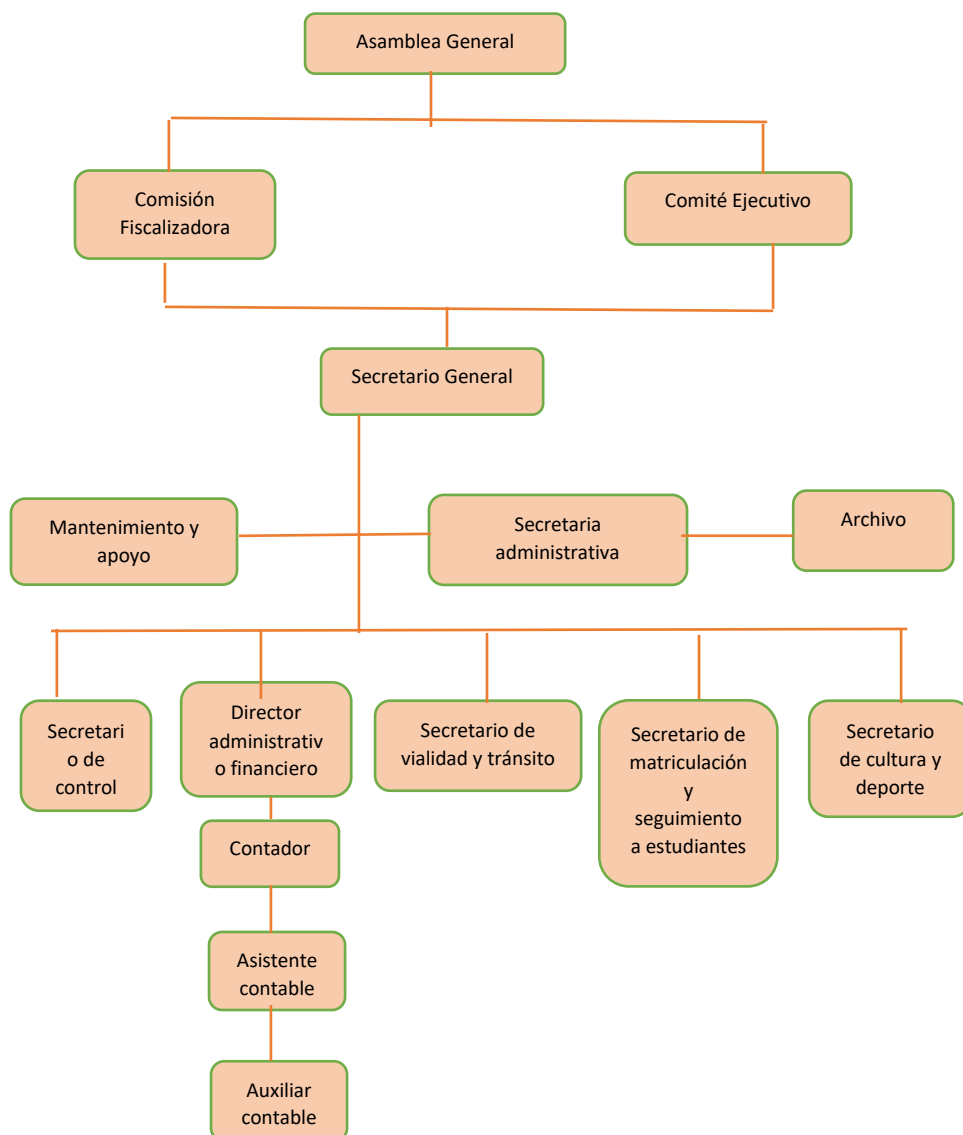 Asamblea General
Comisión
Fiscalizadora
Comité Ejecutivo
Secretario General
Mantenimiento y
apoyo
Secretaria
administrativa
Archivo
Secretari
o de
control
Director
administrativ
o financiero
Secretario de
vialidad y tránsito
Secretario de
matriculación
y
seguimiento
a estudiantes
Secretario
de cultura y
deporte
Contador
Asistente
contable
Auxiliar
contable